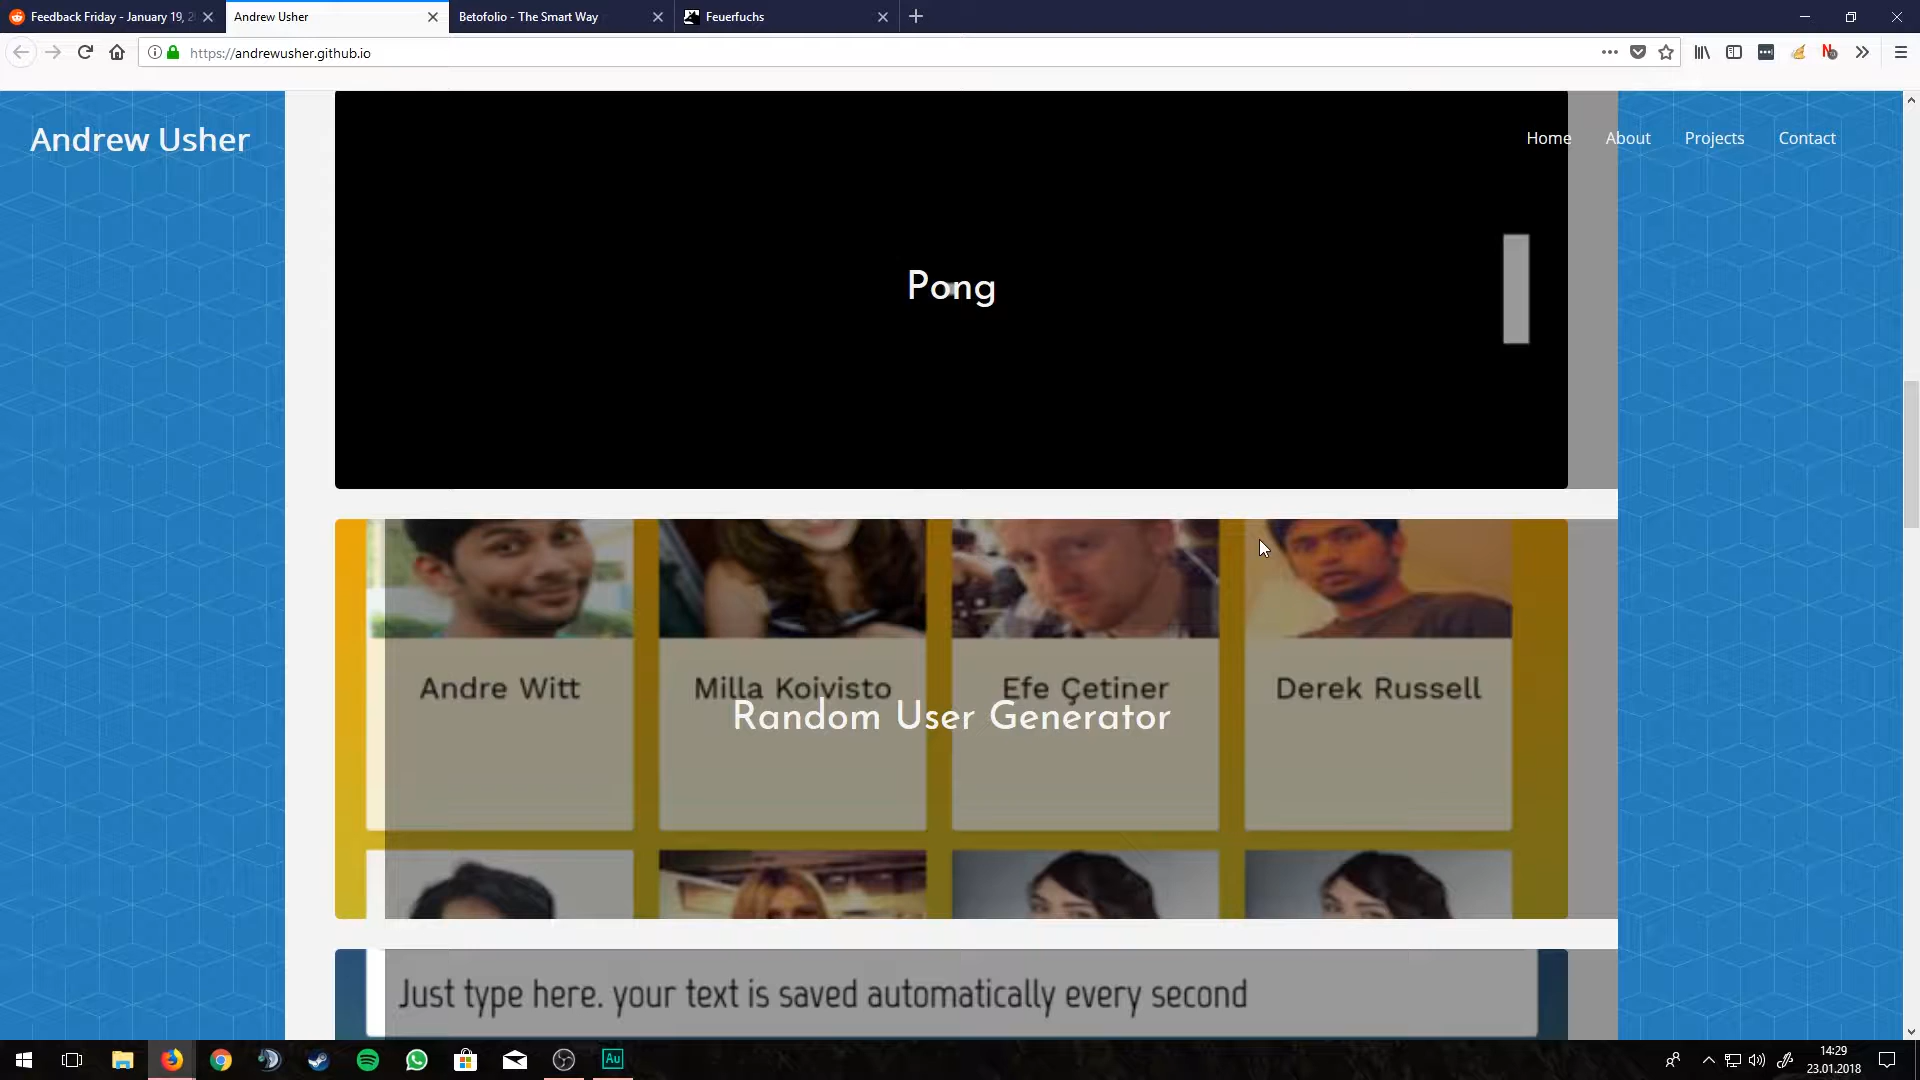 Feedback Friday - January 19, 2
Andrew Usher
Betofolio - The Smart Way
Feuerfuchs
https://andrewusher.github.io
Andrew Usher
Home
About
Projects
Contact
Pong
Andre Witt
Milla Koivisto
Efe Çetiner
Derek Russell
Random User Generator
Just type here. your text is saved automatically every second
Au
14:29
23.01.2018